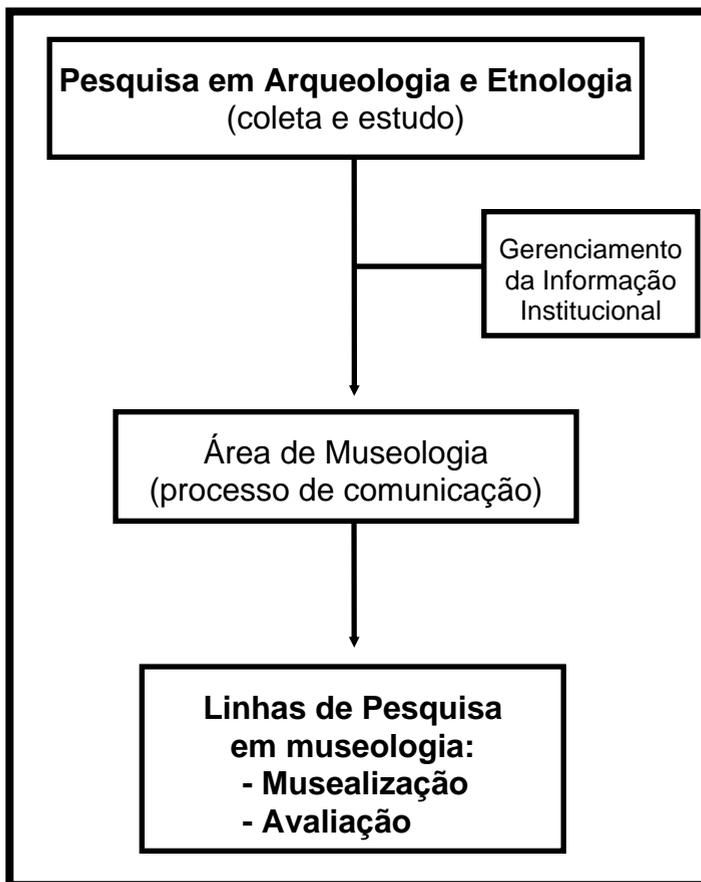 Pesquisa em Arqueologia e Etnologia
(coleta e estudo)
Gerenciamento
da Informação
Institucional
Área de Museologia
(processo de comunicação)
Linhas de Pesquisa
em museologia:
- Musealização
- Avaliação